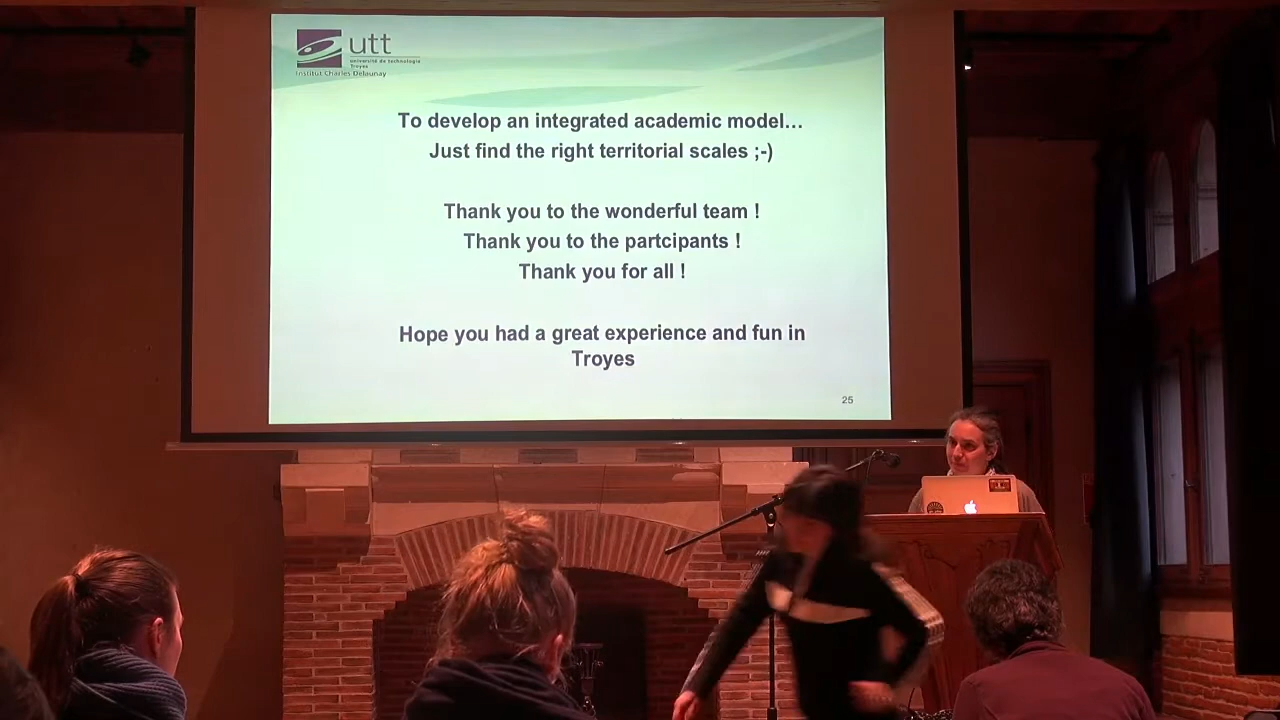 utt
université de technologie
Troyes
Institut Charles Delaunay
To develop an integrated academic model…
Just find the right territorial scales ;-)
Thank you to the wonderful team !
Thank you to the partcipants !
Thank you for all !
Hope you had a great experience and fun in
Troyes
25